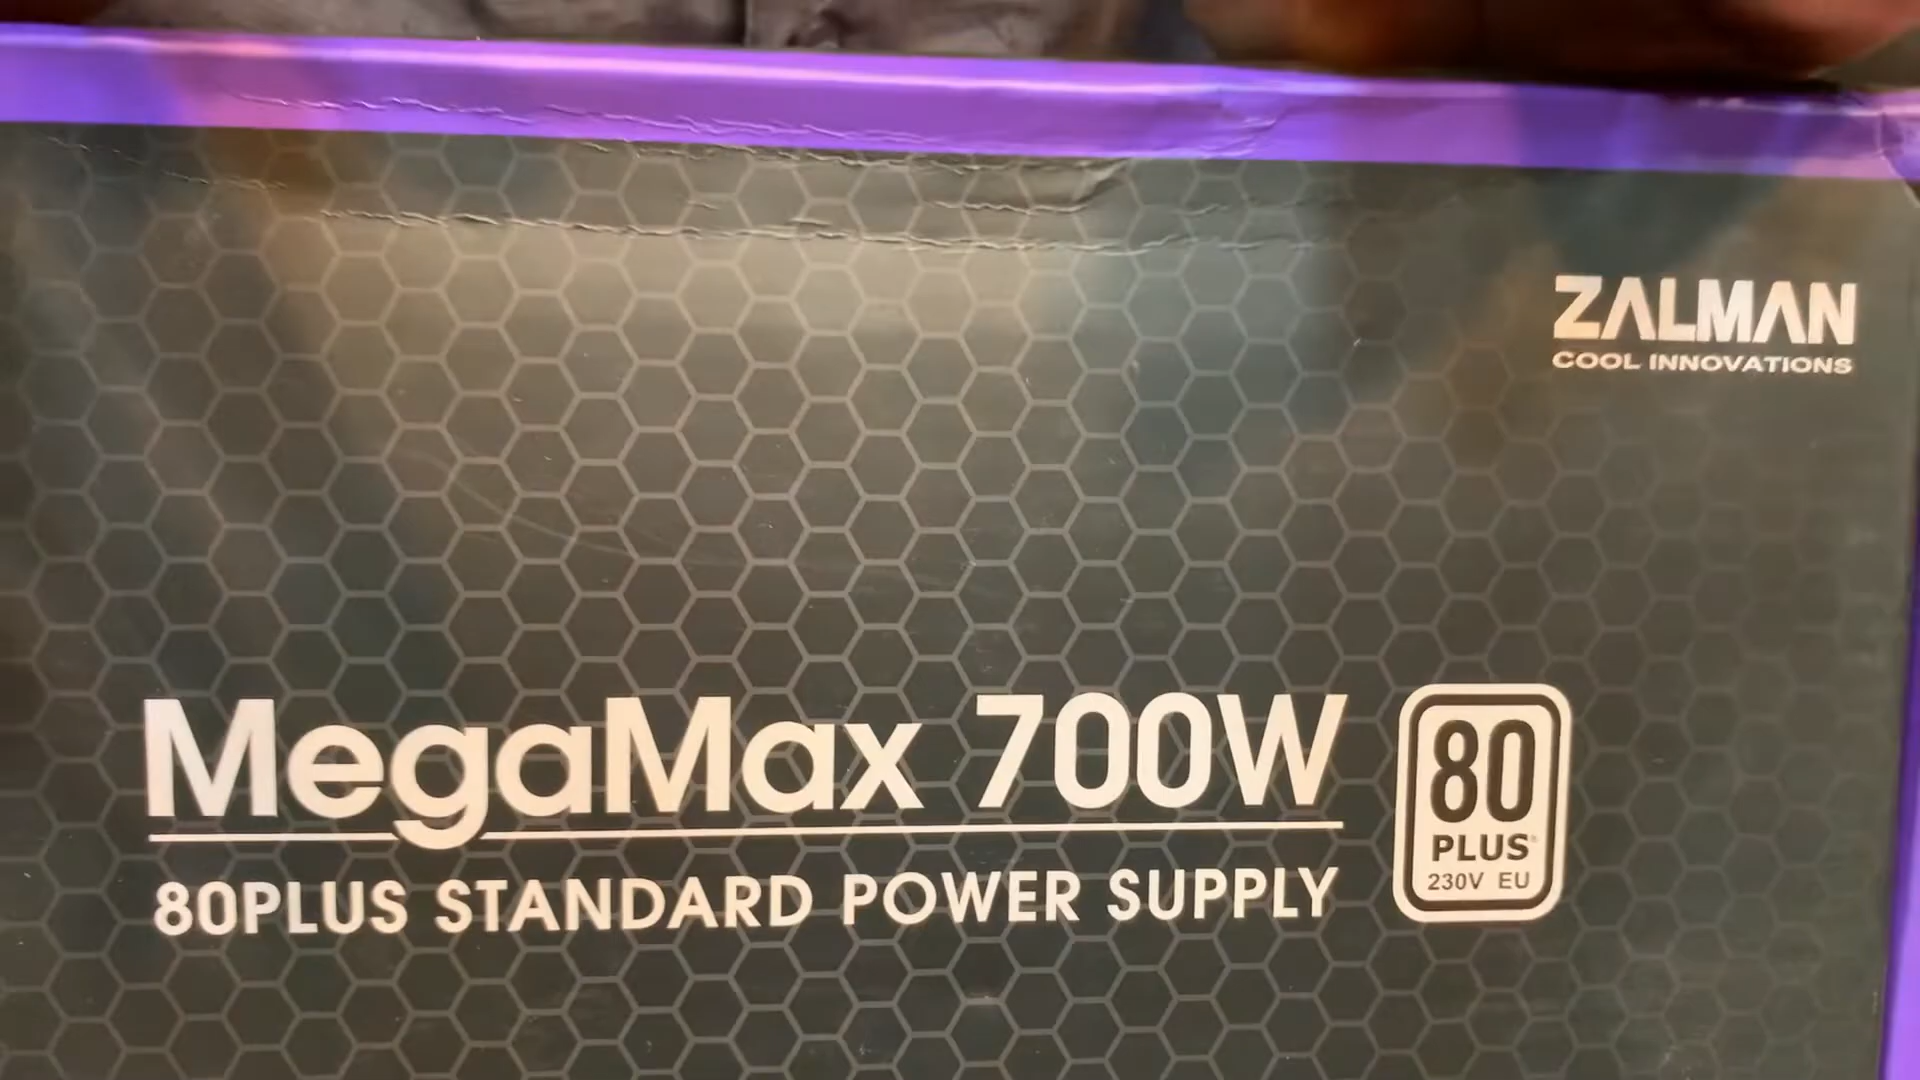 ZALMAN
COOL INNOVATIONS
MegaMax 700W
80PLUS STANDARD POWER SUPPLY
80
PLUS
230V EU